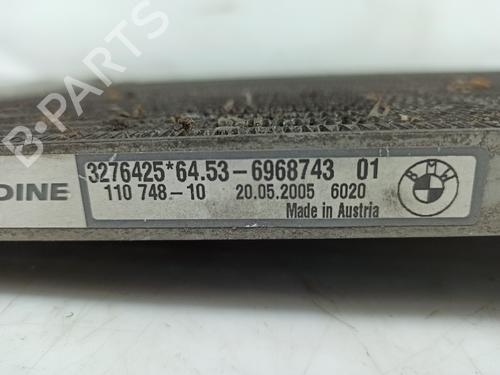 B-PARTS
DINE
3276425*64.53-6968743 01
110 748-10 20.05.2005 6020
Made in Austria
BMW